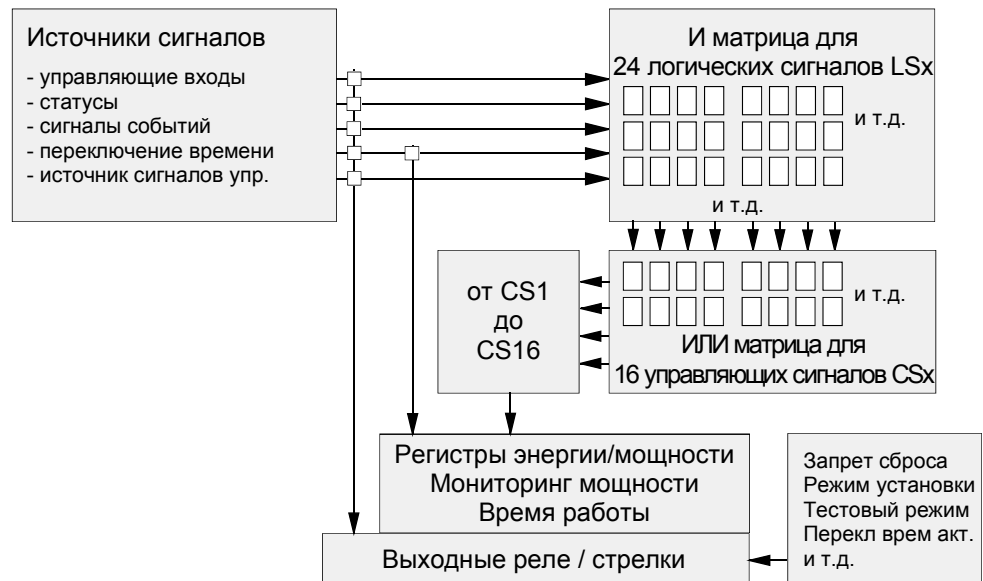 Источники сигналов
- управляющие входы
- статусы
- сигналы событий
- переключение времени
- источник сигналов упр.
И матрица для
24 логических сигналов LSx
и т.д.
и т.д.
и т.д.
ИЛИ матрица для
16 управляющих сигналов CSx
от CS1
до
CS16
Регистры энергии/мощности
Мониторинг мощности
Время работы
Выходные реле / стрелки
Запрет сброса
Режим установки
Тестовый режим
Перекл врем акт.
и т.д.